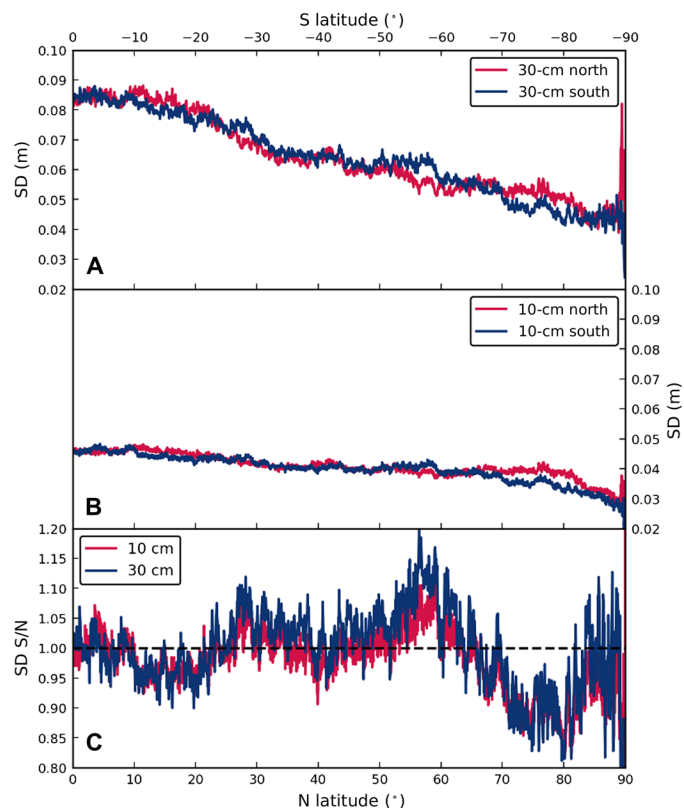 S latitude (°)
0 −10 −20 −30 −40 −50 −60 −70 −80 −90
0.10
0.09
0.08
0.07
0.06
0.05
0.04
0.03
0.02
SD (m)
30-cm north
30-cm south
A
10-cm north
10-cm south
B
0.10
0.09
0.08
0.07
0.06
0.05
0.04
0.03
0.02
SD (m)
1.20
1.15
1.10
1.05
1.00
0.95
0.90
0.85
0.80
SD S/N
10 cm
30 cm
C
0 10 20 30 40 50 60 70 80 90
N latitude (°)